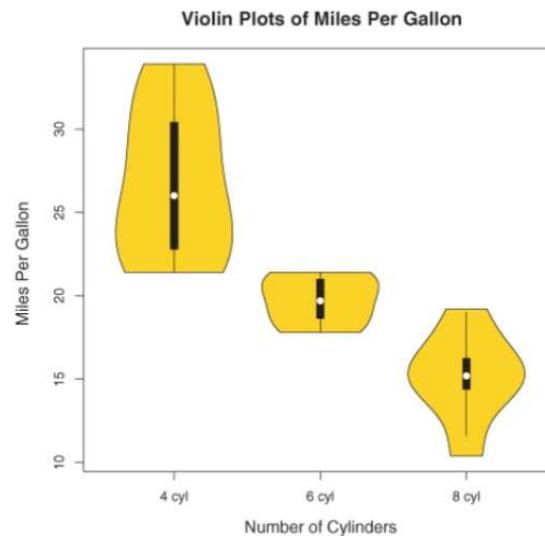 Violin Plots of Miles Per Gallon
Miles Per Gallon
30
25
20
15
10
4 cyl
6 cyl
8 cyl
Number of Cylinders